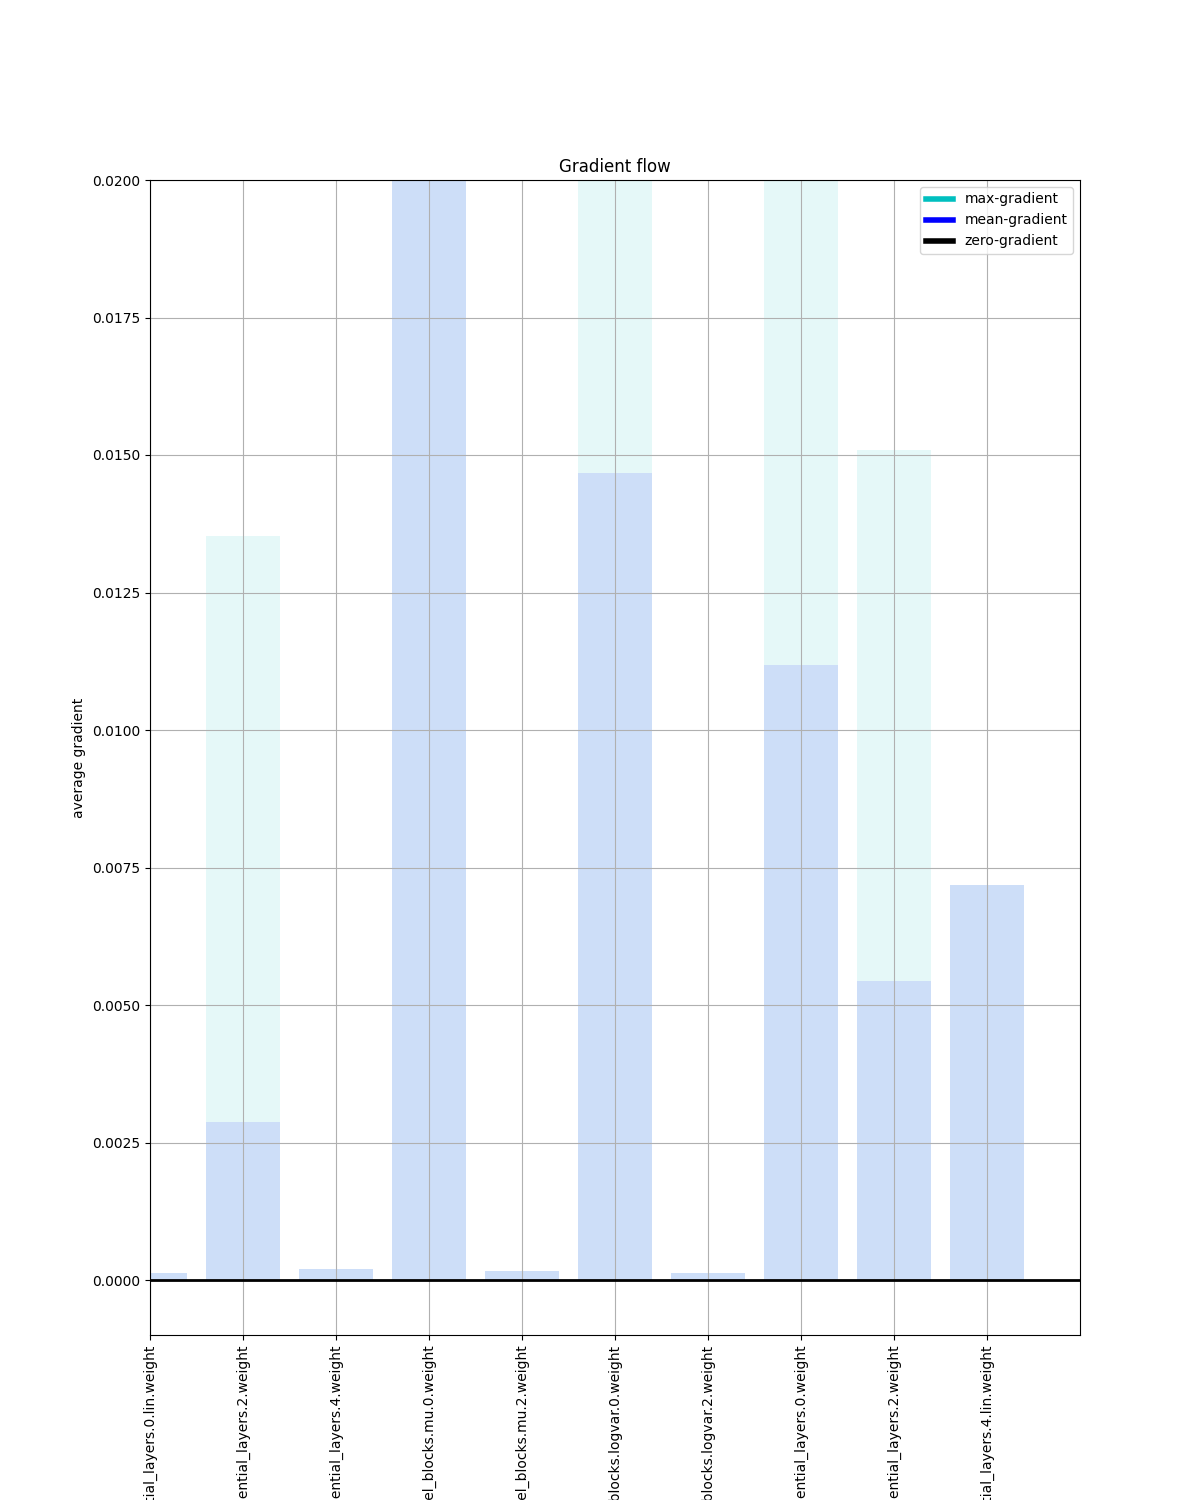 Gradient flow
max-gradient
mean-gradient
zero-gradient
0.0200
0.0175
0.0150
0.0125
0.0100
0.0075
0.0050
0.0025
0.0000
average gradient
tial_layers.0.lin.weight
ential_layers.2.weight
ential_layers.4.weight
el_blocks.mu.0.weight
el_blocks.mu.2.weight
blocks.logvar.0.weight
blocks.logvar.2.weight
ential_layers.0.weight
ential_layers.2.weight
tial_layers.4.lin.weight